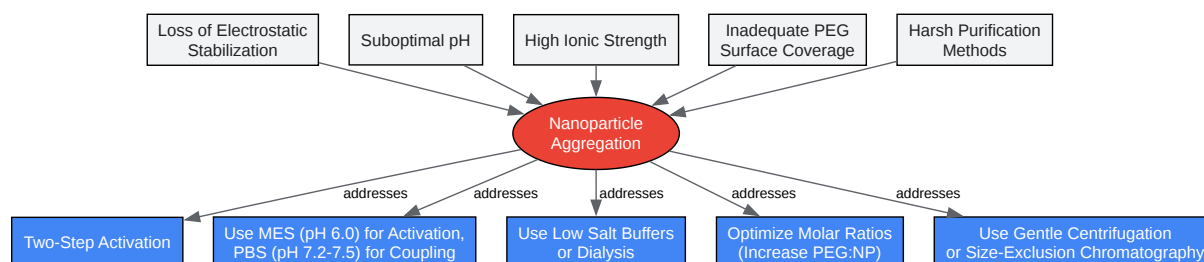 Loss of Electrostatic
Stabilization
Suboptimal pH
High Ionic Strength
Inadequate PEG
Surface Coverage
Harsh Purification
Methods
Nanoparticle
Aggregation
addresses
addresses
addresses
addresses
addresses
Two-Step Activation
Use MES (pH 6.0) for Activation,
PBS (pH 7.2-7.5) for Coupling
Use Low Salt Buffers
or Dialysis
Optimize Molar Ratios
(Increase PEG:NP)
Use Gentle Centrifugation
or Size-Exclusion Chromatography